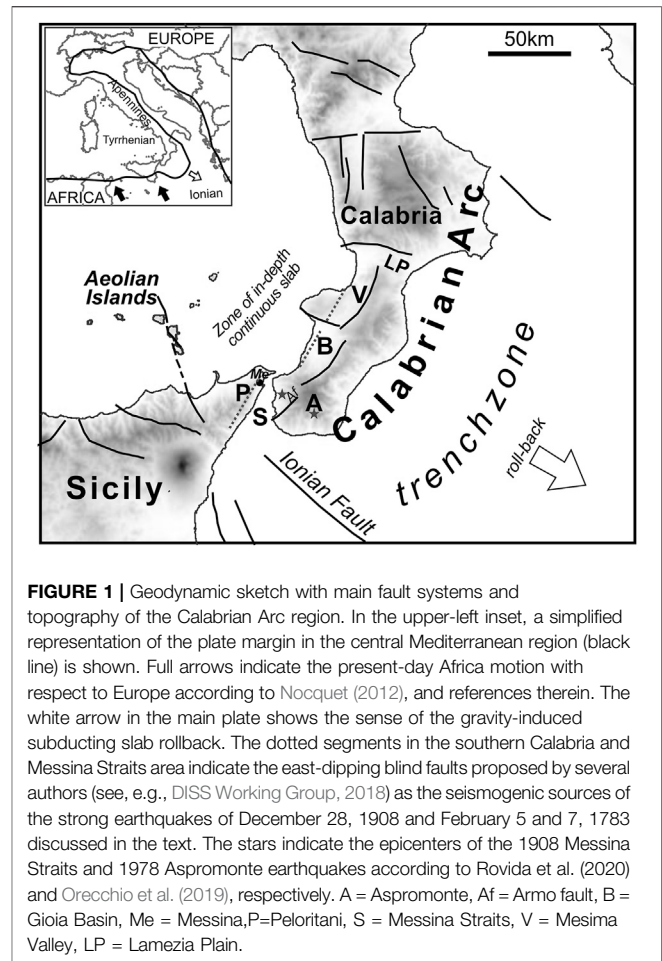 EUROPE
Apennines
Tyrrhenian
Ionian
AFRICA
50km
Calabria
Calabrian Arc
LP
Aeolian
Islands
Zone of in-depth
continuous slab
V
B
Me
P
S
Af
A
trenchzone
roll-back
Ionian Fault
Sicily
FIGURE 1 | Geodynamic sketch with main fault systems and
topography of the Calabrian Arc region. In the upper-left inset, a simplified
representation of the plate margin in the central Mediterranean region (black
line) is shown. Full arrows indicate the present-day Africa motion with
respect to Europe according to Nocquet (2012), and references therein. The
white arrow in the main plate shows the sense of the gravity-induced
subducting slab rollback. The dotted segments in the southern Calabria and
Messina Straits area indicate the east-dipping blind faults proposed by several
authors (see, e.g., DISS Working Group, 2018) as the seismogenic sources of
the strong earthquakes of December 28, 1908 and February 5 and 7, 1783
discussed in the text. The stars indicate the epicenters of the 1908 Messina
Straits and 1978 Aspromonte earthquakes according to Rovida et al. (2020)
and Orecchio et al. (2019), respectively. A = Aspromonte, Af = Armo fault, B =
Gioia Basin, Me = Messina,P=Peloritani, S = Messina Straits, V = Mesima
Valley, LP = Lamezia Plain.